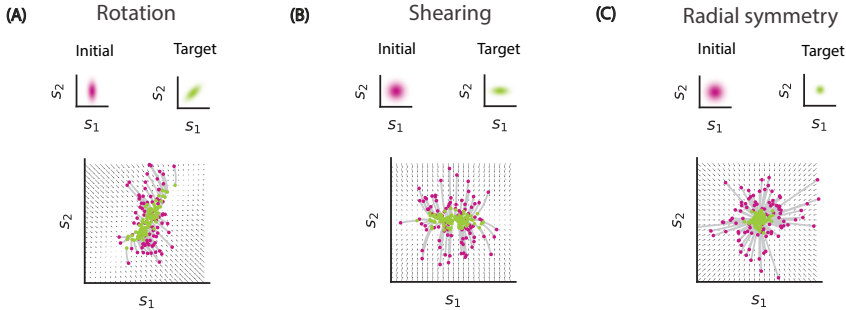 (A) Rotation
Initial Target
s₂ s₂
s₁ s₁
s₂
s₁
(B) Shearing
Initial Target
s₂ s₂
s₁ s₁
s₂
s₁
(C) Radial symmetry
Initial Target
s₂ s₂
s₁ s₁
s₂
s₁